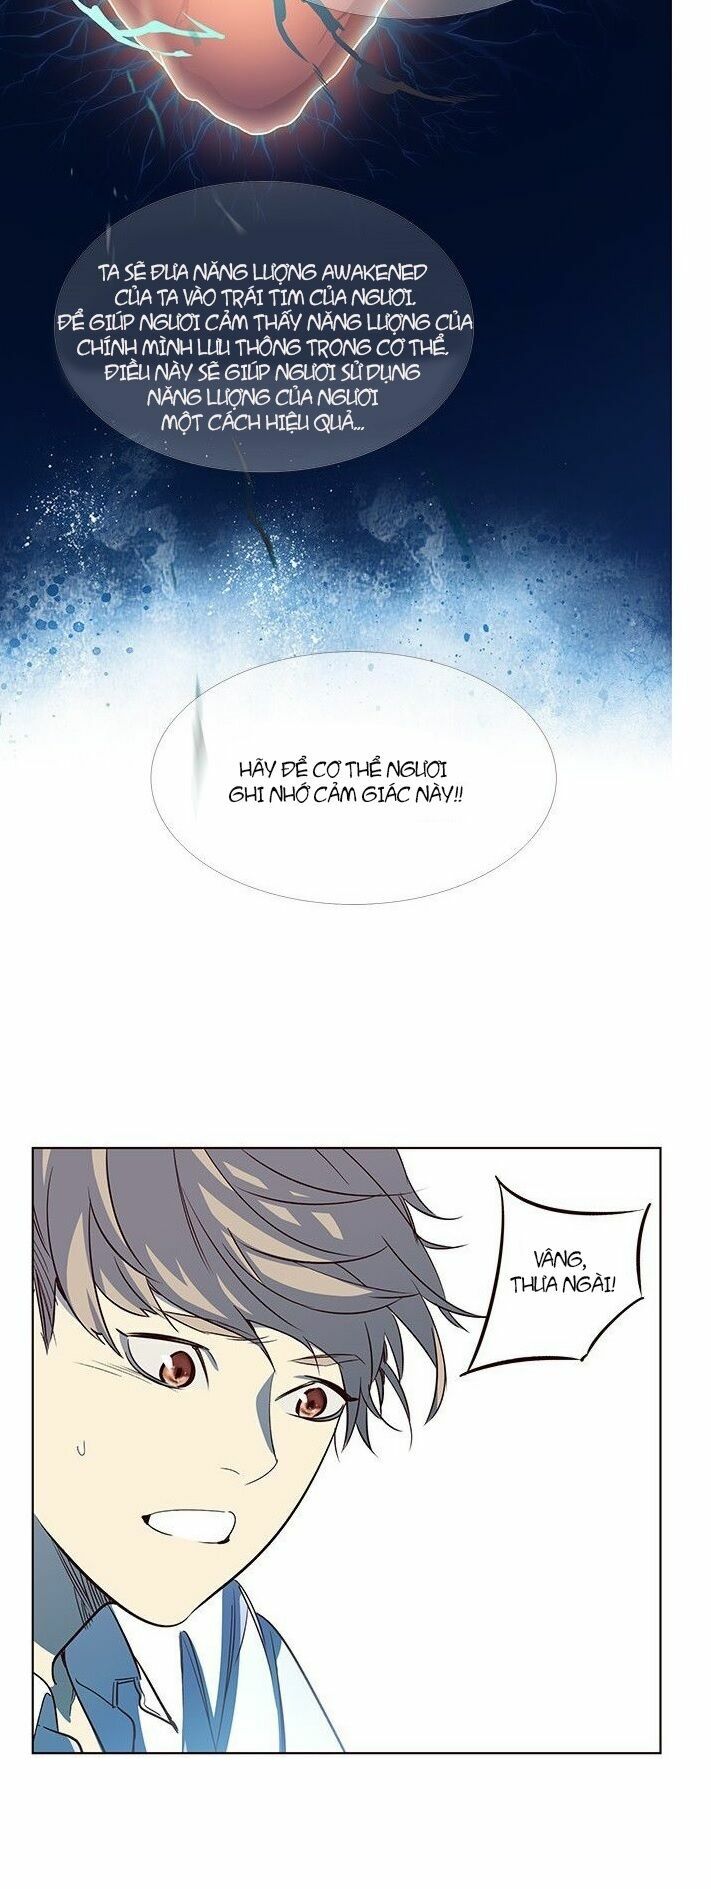 TA SẼ ĐƯA NĂNG LƯỢNG AWAKENED
CỦA TA VÀO TRÁI TIM CỦA NGƯƠI.
ĐỂ GIÚP NGƯƠI CẢM THẤY NĂNG LƯỢNG CỦA
CHÍNH MÌNH LƯU THÔNG TRONG CƠ THỂ.
ĐIỀU NÀY SẼ GIÚP NGƯƠI SỬ DỤNG
NĂNG LƯỢNG CỦA NGƯƠI
MỘT CÁCH HIỆU QUẢ...
HÃY ĐỂ CƠ THỂ NGƯƠI
GHI NHỚ CẢM GIÁC NÀY!!
VÂNG,
THƯA NGÀI!